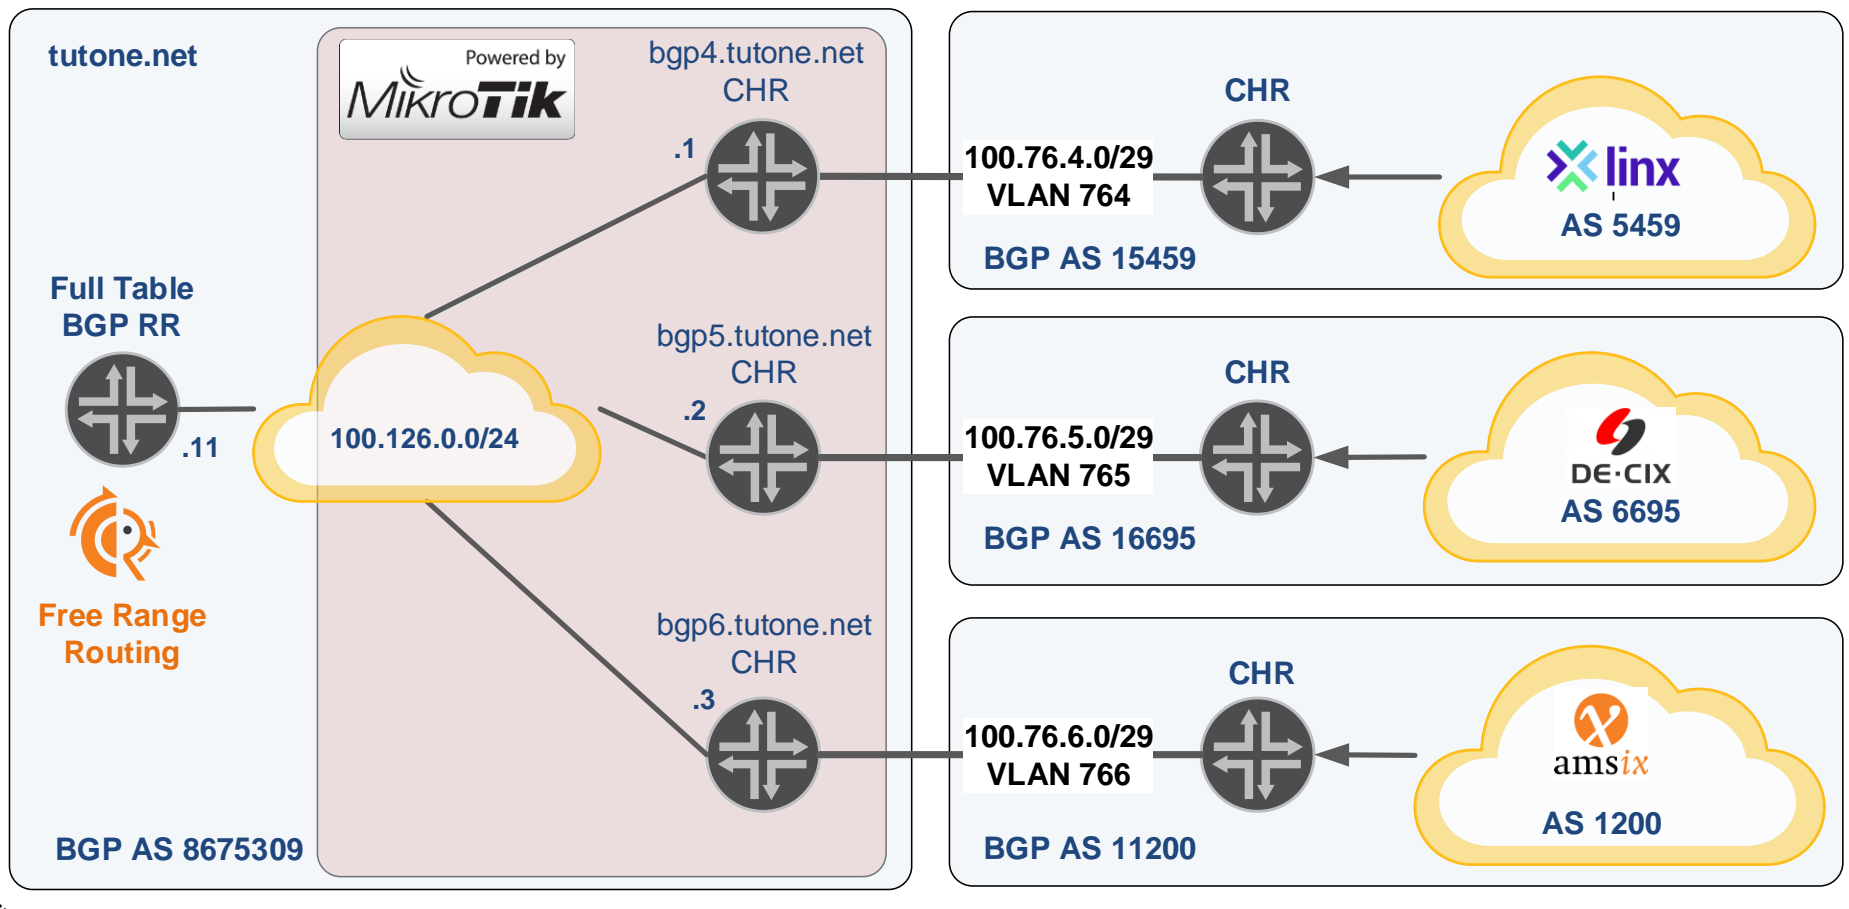 tutone.net
Powered by
MikroTik
bgp4.tutone.net
CHR
.1
Full Table
BGP RR
.11
100.126.0.0/24
Free Range
Routing
bgp5.tutone.net
CHR
.2
bgp6.tutone.net
CHR
.3
BGP AS 8675309
CHR
100.76.4.0/29
VLAN 764
BGP AS 15459
linx
AS 5459
CHR
100.76.5.0/29
VLAN 765
BGP AS 16695
DE-CIX
AS 6695
CHR
100.76.6.0/29
VLAN 766
BGP AS 11200
amsix
AS 1200